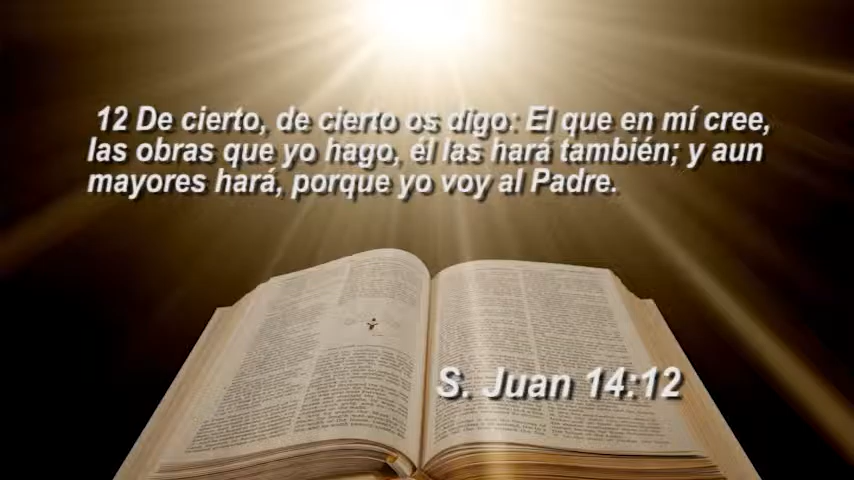 12 De cierto, de cierto os digo: El que en mí cree,
las obras que yo hago, él las hará también; y aun
mayores hará, porque yo voy al Padre.
S. Juan 14:12